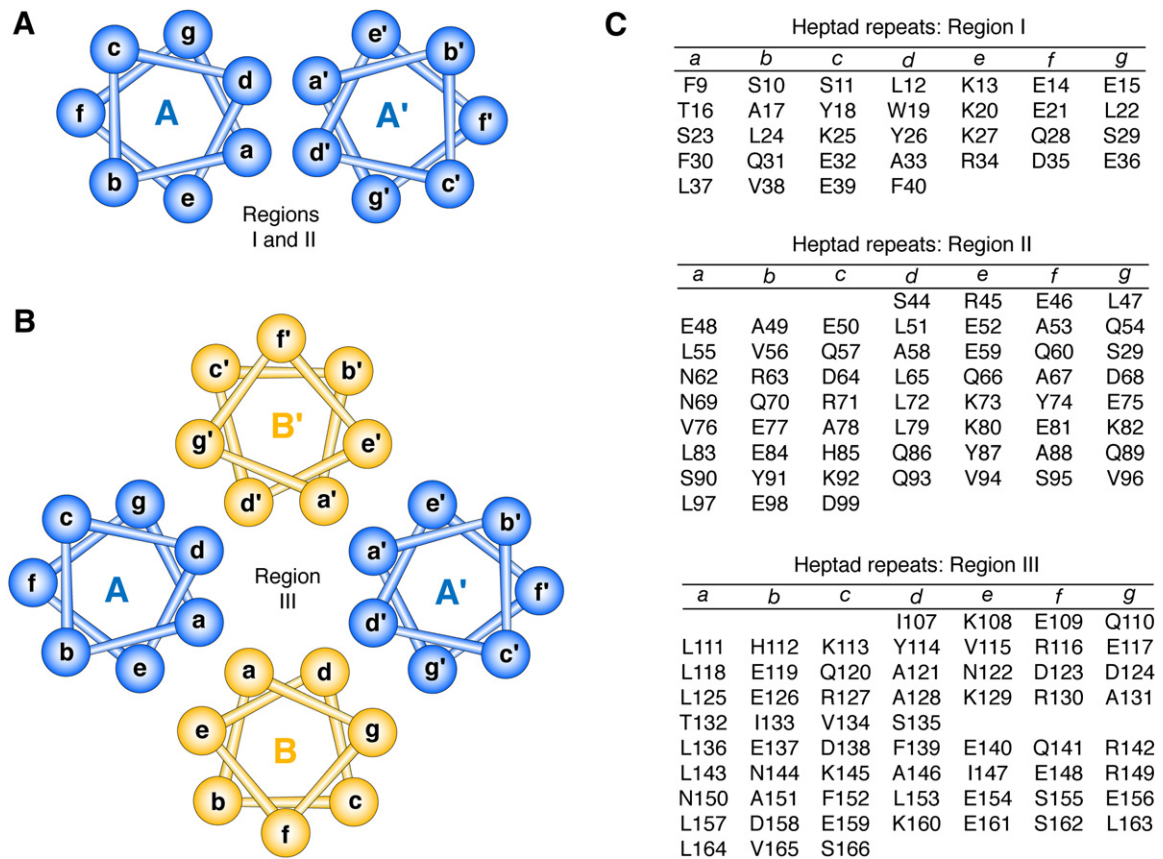 A
c g d f A b a e
e' b' a' A' f' d' c' g'
Regions
I and II
B
f' c' b' B' g' e' d' a'
c g d f A a b e
Region
III
e' b' a' A' f' d' c' g'
a d e B g b c f
C
Heptad repeats: Region I
a b c d e f g
F9 S10 S11 L12 K13 E14 E15
T16 A17 Y18 W19 K20 E21 L22
S23 L24 K25 Y26 K27 Q28 S29
F30 Q31 E32 A33 R34 D35 E36
L37 V38 E39 F40
Heptad repeats: Region II
a b c d e f g
S44 R45 E46 L47
E48 A49 E50 L51 E52 A53 Q54
L55 V56 Q57 A58 E59 Q60 S29
N62 R63 D64 L65 Q66 A67 D68
N69 Q70 R71 L72 K73 Y74 E75
V76 E77 A78 L79 K80 E81 K82
L83 E84 H85 Q86 Y87 A88 Q89
S90 Y91 K92 Q93 V94 S95 V96
L97 E98 D99
Heptad repeats: Region III
a b c d e f g
I107 K108 E109 Q110
L111 H112 K113 Y114 V115 R116 E117
L118 E119 Q120 A121 N122 D123 D124
L125 E126 R127 A128 K129 R130 A131
T132 I133 V134 S135
L136 E137 D138 F139 E140 Q141 R142
L143 N144 K145 A146 I147 E148 R149
N150 A151 F152 L153 E154 S155 E156
L157 D158 E159 K160 E161 S162 L163
L164 V165 S166